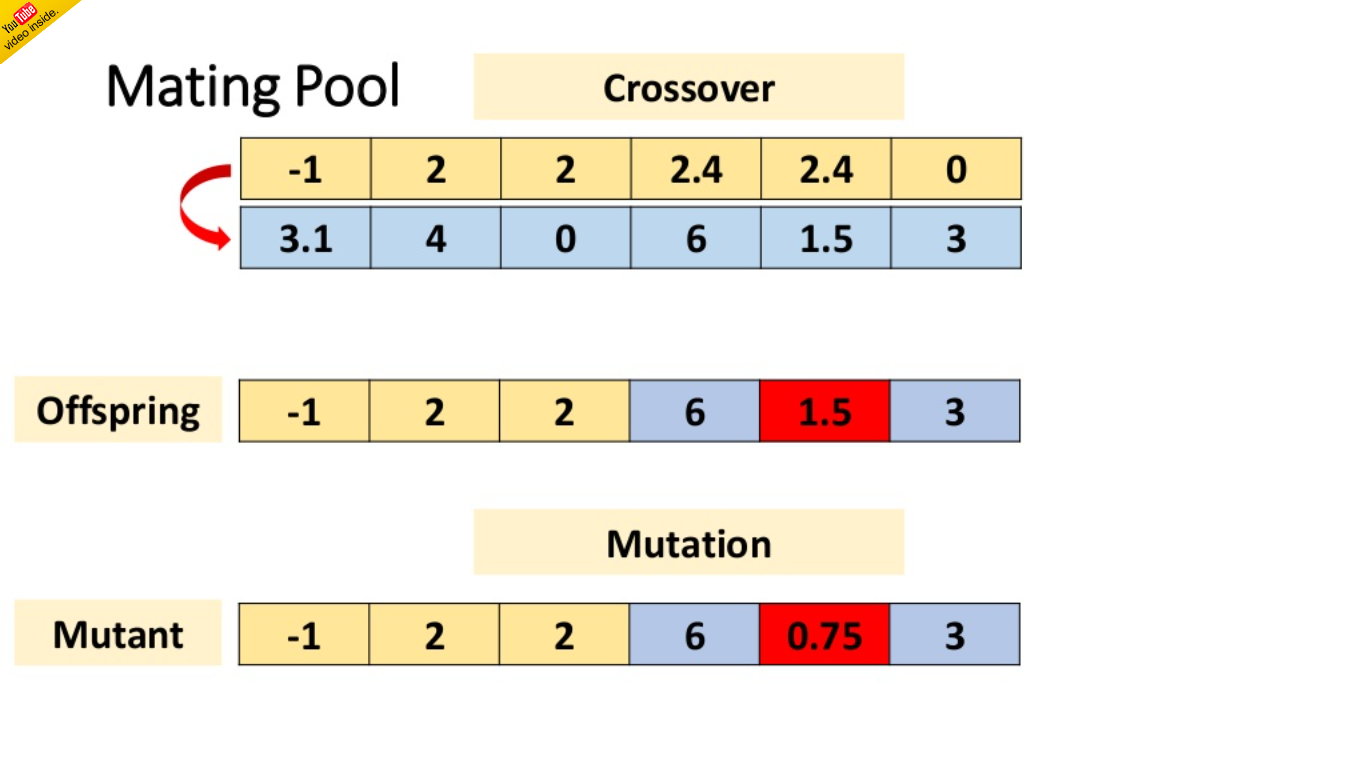 YouTube
video inside.
Mating Pool
Crossover
-1 2 2 2.4 2.4 0
3.1 4 0 6 1.5 3
Offspring
-1 2 2 6 1.5 3
Mutation
Mutant
-1 2 2 6 0.75 3